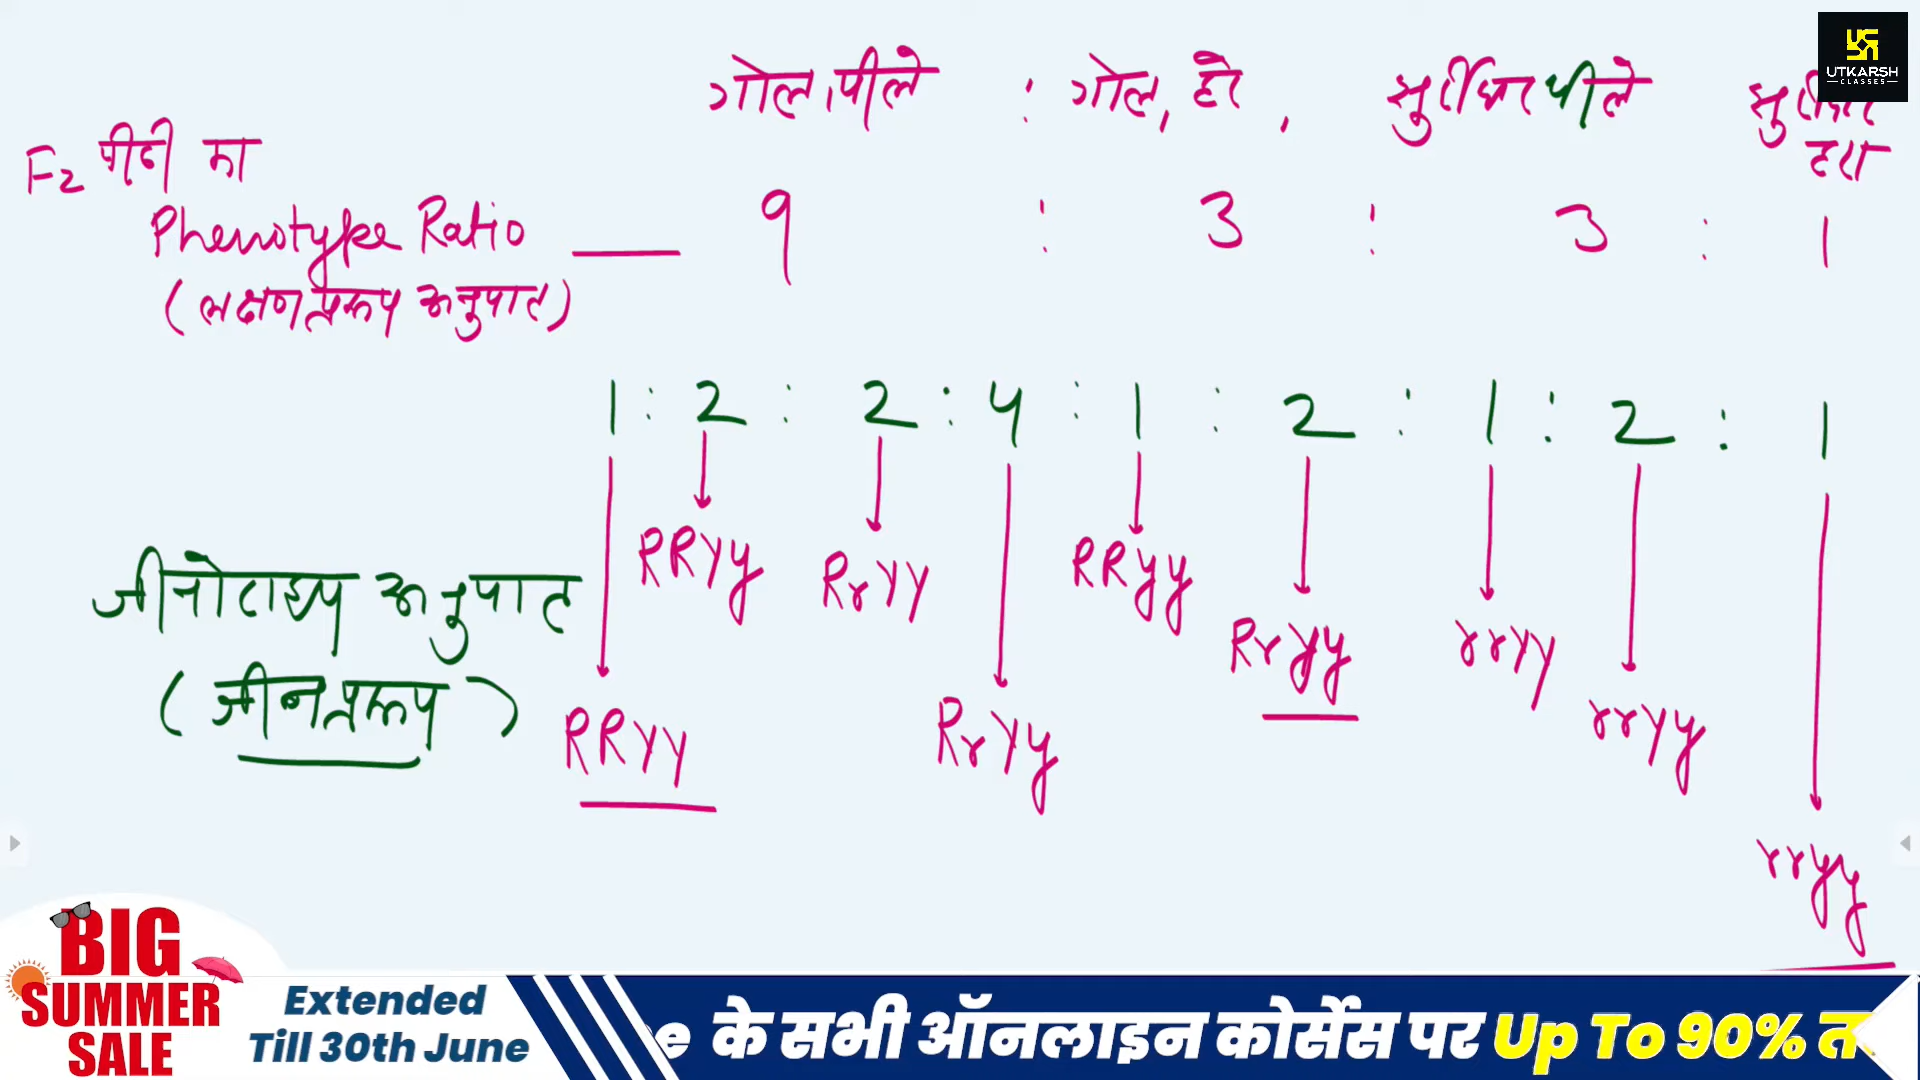 गोल, पीले : गोल, हरे , झुर्रीदार पीले झुर्रीदार हरा
F2 पीढी का
Phenotype Ratio — 9 : 3 : 3 : 1
(लक्षणप्ररूप अनुपात)
1 : 2 : 2 : 4 : 1 : 2 : 1 : 2 : 1
RRYy RrYY RRyy
जीनोटाइप अनुपात
Rryy rrYY
(जीनप्ररूप)
RRYY RrYy rrYy
rryy
UTKARSH
CLASSES
BIG
SUMMER
SALE
Extended
Till 30th June
e के सभी ऑनलाइन कोर्सेस पर Up To 90% त